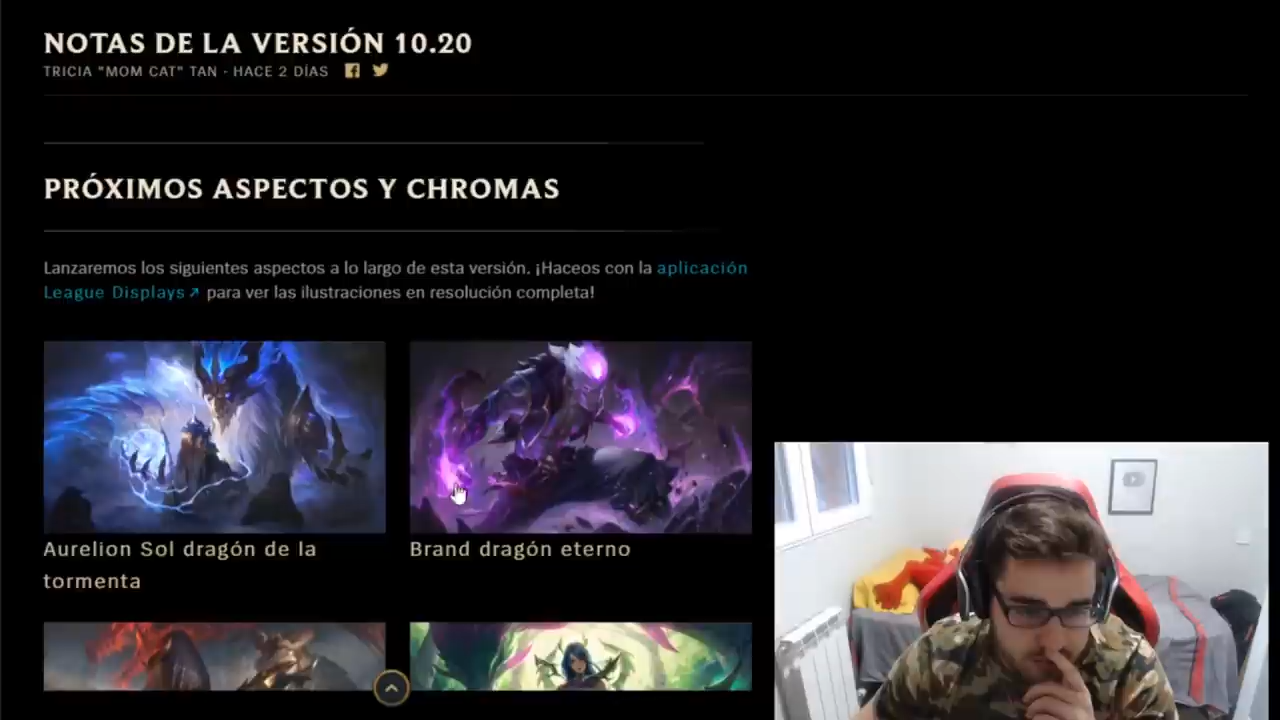 NOTAS DE LA VERSIÓN 10.20
TRICIA "MOM CAT" TAN · HACE 2 DÍAS
PRÓXIMOS ASPECTOS Y CHROMAS
Lanzaremos los siguientes aspectos a lo largo de esta versión. ¡Haceos con la aplicación
League Displays↗ para ver las ilustraciones en resolución completa!
Aurelion Sol dragón de la
tormenta
Brand dragón eterno